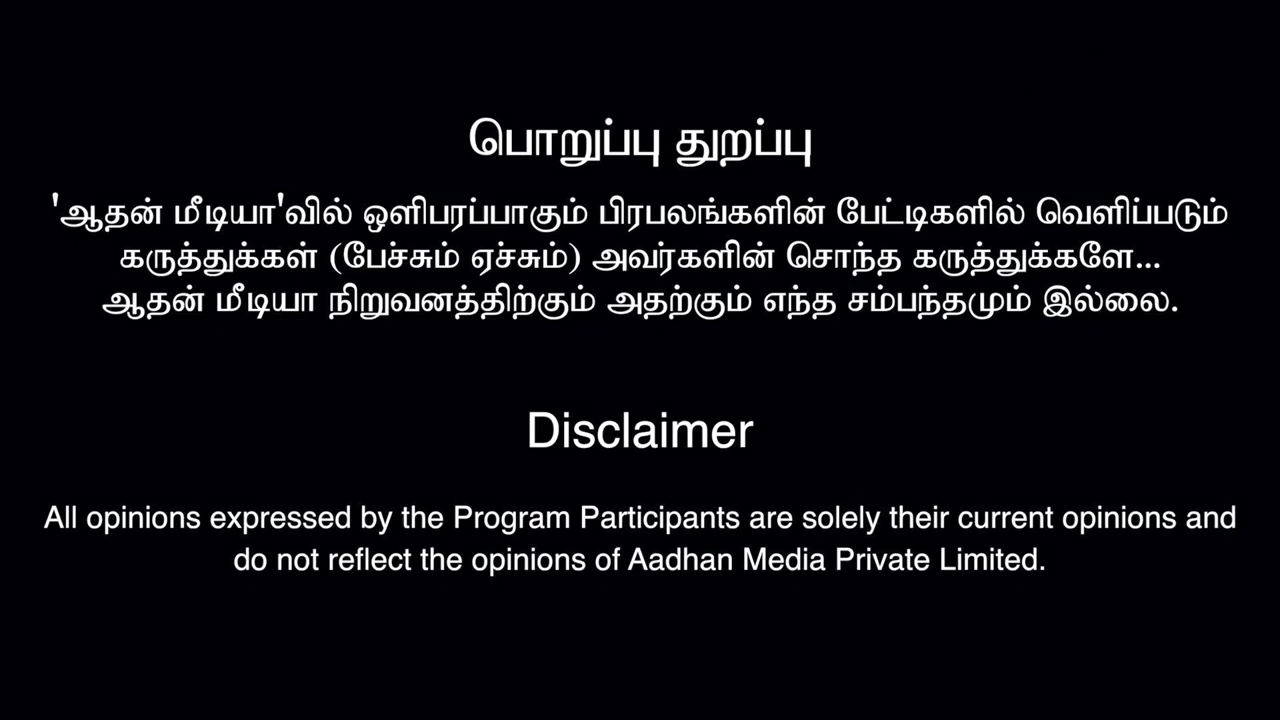 பொறுப்பு துறப்பு
'ஆதன் மீடியா'வில் ஒளிபரப்பாகும் பிரபலங்களின் பேட்டிகளில் வெளிப்படும்
கருத்துக்கள் (பேச்சும் ஏச்சும்) அவர்களின் சொந்த கருத்துக்களே...
ஆதன் மீடியா நிறுவனத்திற்கும் அதற்கும் எந்த சம்பந்தமும் இல்லை.
Disclaimer
All opinions expressed by the Program Participants are solely their current opinions and
do not reflect the opinions of Aadhan Media Private Limited.